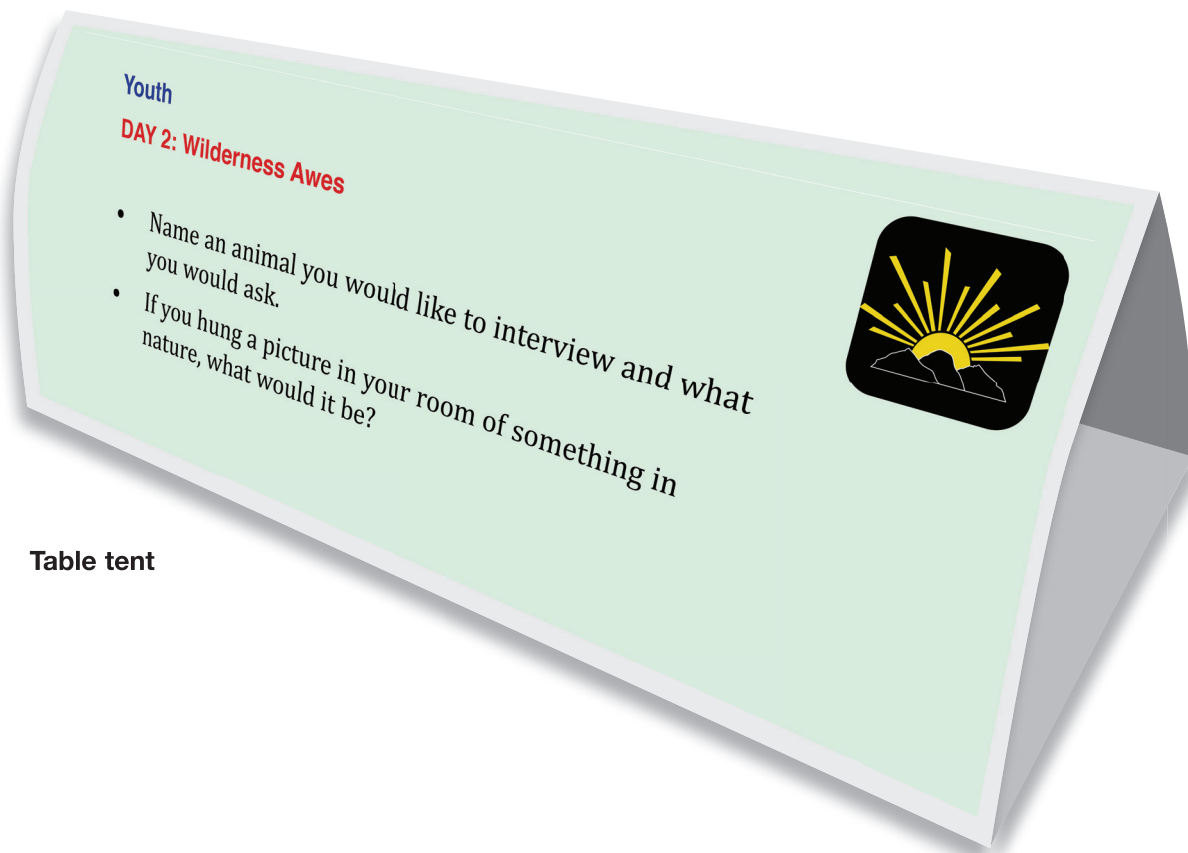 Youth
DAY 2: Wilderness Awes
• Name an animal you would like to interview and what
you would ask.
• If you hung a picture in your room of something in
nature, what would it be?
Table tent